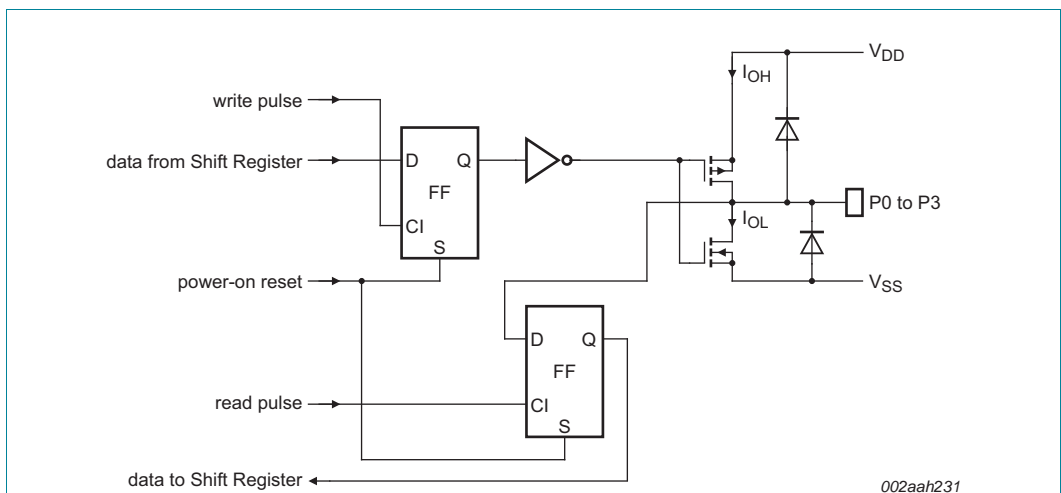 V_DD
I_OH
write pulse
data from Shift Register
D Q
FF
CI
S
P0 to P3
I_OL
power-on reset
V_SS
D Q
FF
read pulse
CI
S
data to Shift Register
002aah231